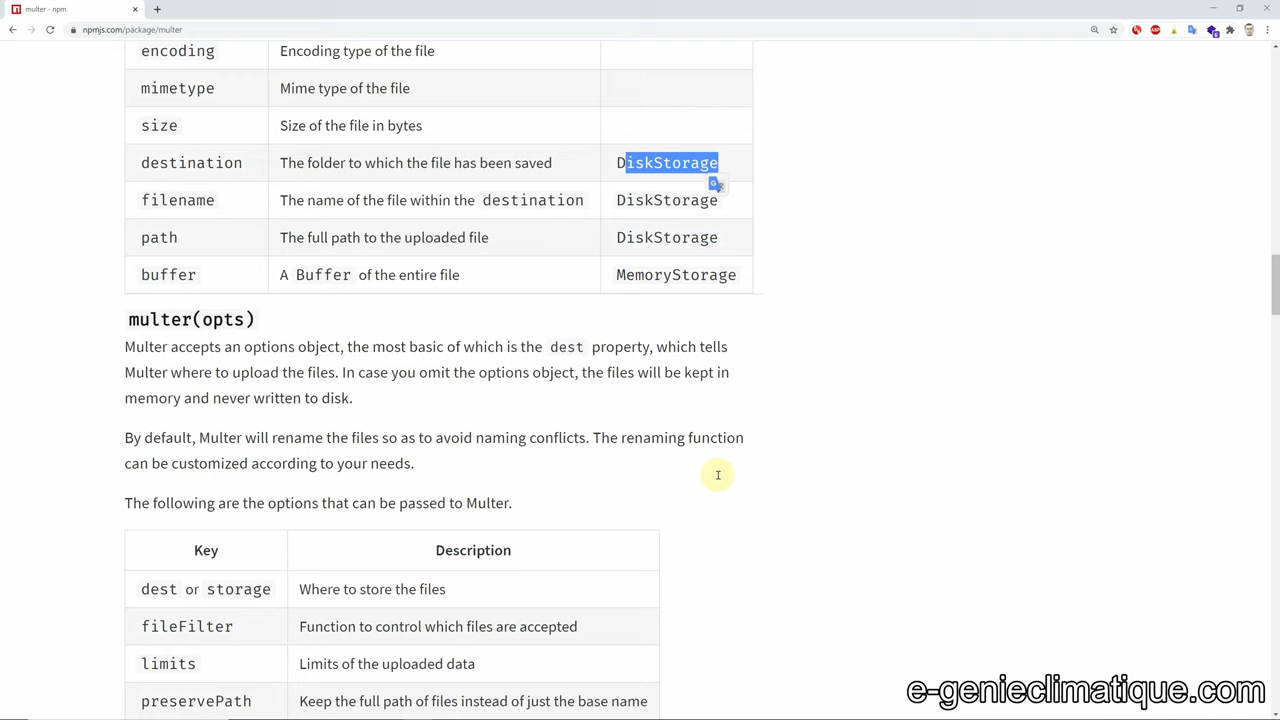 multer - npm
npmjs.com/package/multer
encoding Encoding type of the file
mimetype Mime type of the file
size Size of the file in bytes
destination The folder to which the file has been saved DiskStorage
filename The name of the file within the destination DiskStorage
path The full path to the uploaded file DiskStorage
buffer A Buffer of the entire file MemoryStorage
multer(opts)
Multer accepts an options object, the most basic of which is the dest property, which tells
Multer where to upload the files. In case you omit the options object, the files will be kept in
memory and never written to disk.
By default, Multer will rename the files so as to avoid naming conflicts. The renaming function
can be customized according to your needs.
The following are the options that can be passed to Multer.
Key Description
dest or storage Where to store the files
fileFilter Function to control which files are accepted
limits Limits of the uploaded data
preservePath Keep the full path of files instead of just the base name
e-genieclimatique.com